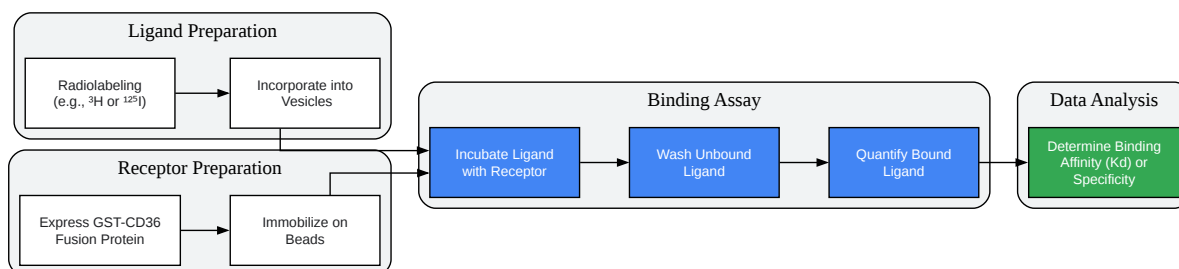 Ligand Preparation
Radiolabeling
(e.g., ³H or ¹²⁵I)
Incorporate into
Vesicles
Receptor Preparation
Express GST-CD36
Fusion Protein
Immobilize on
Beads
Binding Assay
Incubate Ligand
with Receptor
Wash Unbound
Ligand
Quantify Bound
Ligand
Data Analysis
Determine Binding
Affinity (Kd) or
Specificity